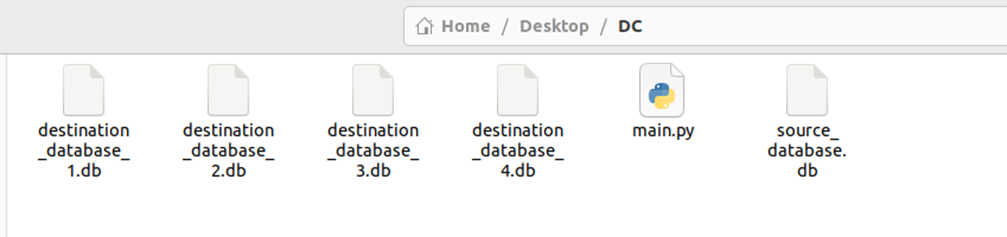 Home / Desktop / DC
destination
_database_
1.db
destination
_database_
2.db
destination
_database_
3.db
destination
_database_
4.db
main.py
source_
database.
db